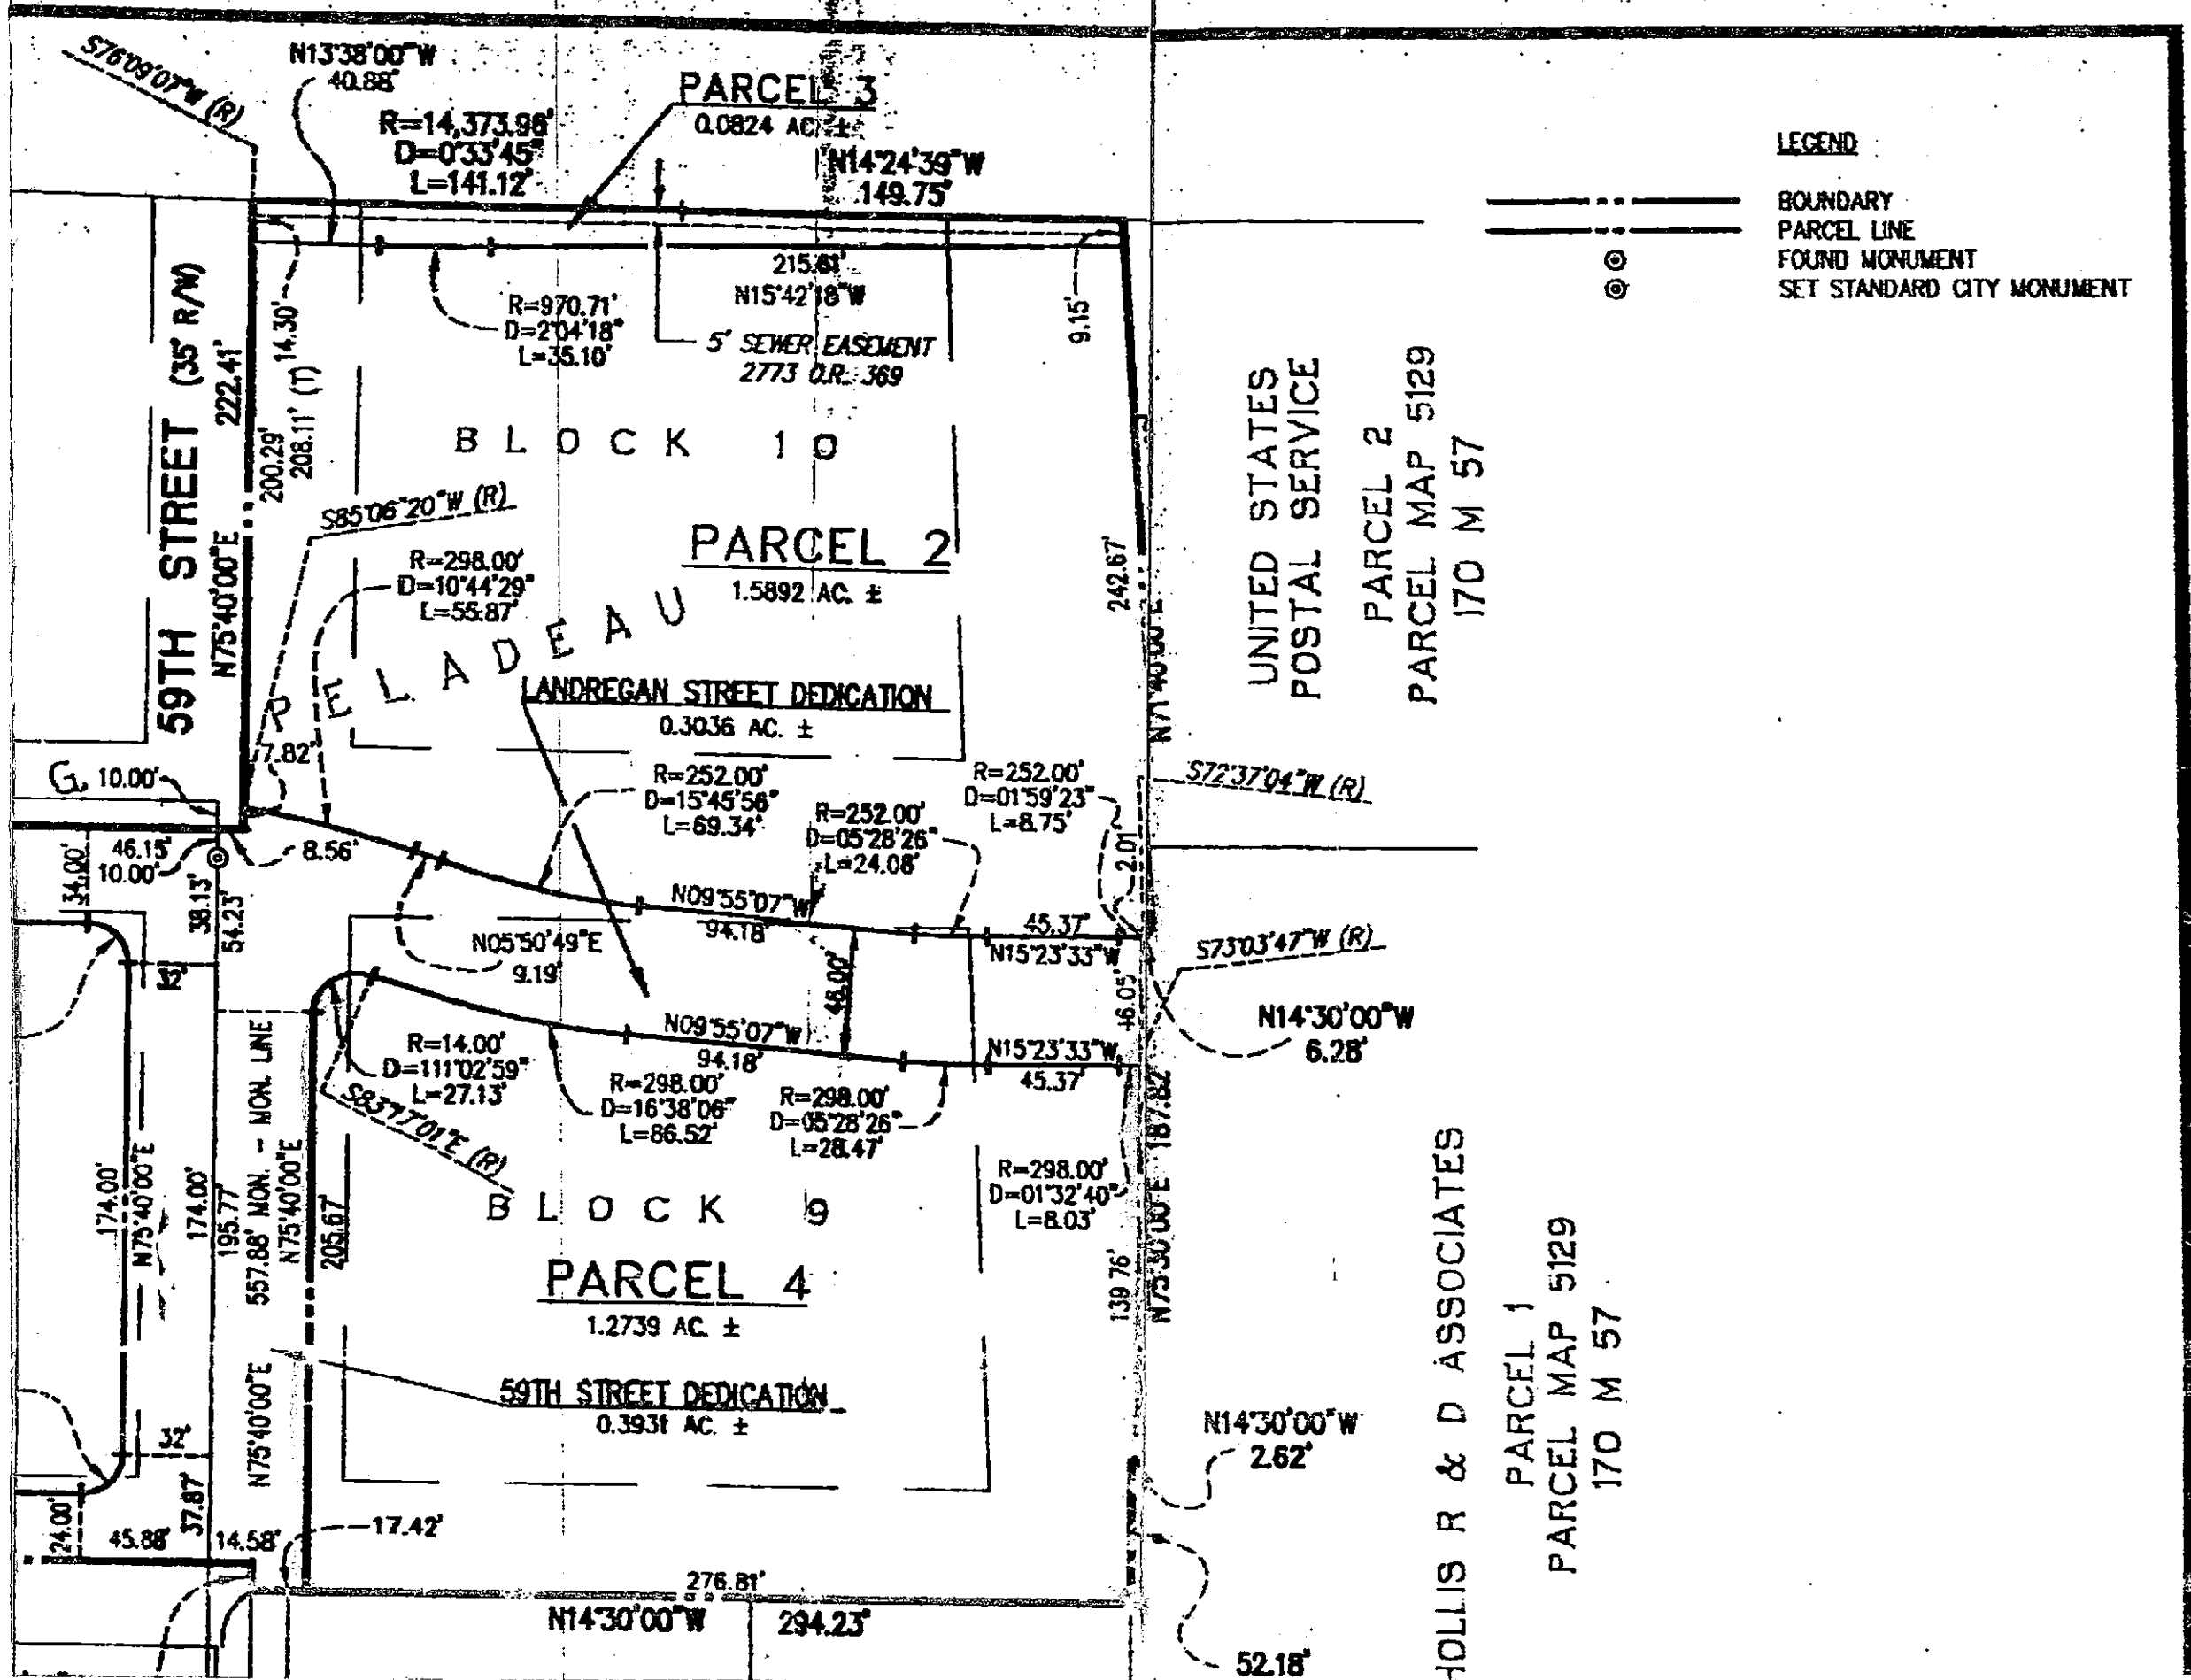 S76°09'07"W (R)
N13°38'00"W
40.88'
R=14,373.98'
D=0°33'45"
L=141.12'
PARCEL 3
0.0824 AC. ±
N14°24'39"W
149.75'
LEGEND
BOUNDARY
PARCEL LINE
FOUND MONUMENT
SET STANDARD CITY MONUMENT
59TH STREET (35' R/W)
N75°40'00"E 222.41'
200.29'
208.11' (T)
14.30'
R=970.71'
D=2°04'18"
L=35.10'
215.61'
N15°42'18"W
5' SEWER EASEMENT
2773 O.R. 369
9.15'
BLOCK 10
S85°06'20"W (R)
R=298.00'
D=10°44'29"
L=55.87'
PARCEL 2
1.5892 AC. ±
PELADEAU
LANDREGAN STREET DEDICATION
0.3036 AC. ±
242.67'
UNITED STATES
POSTAL SERVICE
PARCEL 2
PARCEL MAP 5129
170 M 57
7.82'
G
10.00'
46.15'
10.00'
8.56'
34.00'
38.13'
54.23'
R=252.00'
D=15°45'56"
L=69.34'
R=252.00'
D=05°28'26"
L=24.08'
R=252.00'
D=01°59'23"
L=8.75'
S72°37'04"W (R)
2.01'
N09°55'07"W
94.18'
45.37'
N15°23'33"W
S73°03'47"W (R)
N05°50'49"E
9.19'
46.00'
46.05'
N14°30'00"W
6.28'
32'
R=14.00'
D=111°02'59"
L=27.13'
N09°55'07"W
94.18'
N15°23'33"W
45.37'
S83°17'01"E (R)
R=298.00'
D=16°38'06"
L=86.52'
R=298.00'
D=05°28'26"
L=28.47'
R=298.00'
D=01°32'40"
L=8.03'
N75°30'00"E 187.82'
139.76'
174.00'
N75°40'00"E
174.00'
195.77'
557.88' MON. - MON. LINE
N75°40'00"E
N75°40'00"E
205.67'
BLOCK 9
PARCEL 4
1.2739 AC. ±
59TH STREET DEDICATION
0.3931 AC. ±
HOLLIS R & D ASSOCIATES
PARCEL 1
PARCEL MAP 5129
170 M 57
N14°30'00"W
2.62'
32'
24.00'
45.88'
37.87'
14.58'
17.42'
276.81'
N14°30'00"W 294.23'
52.18'